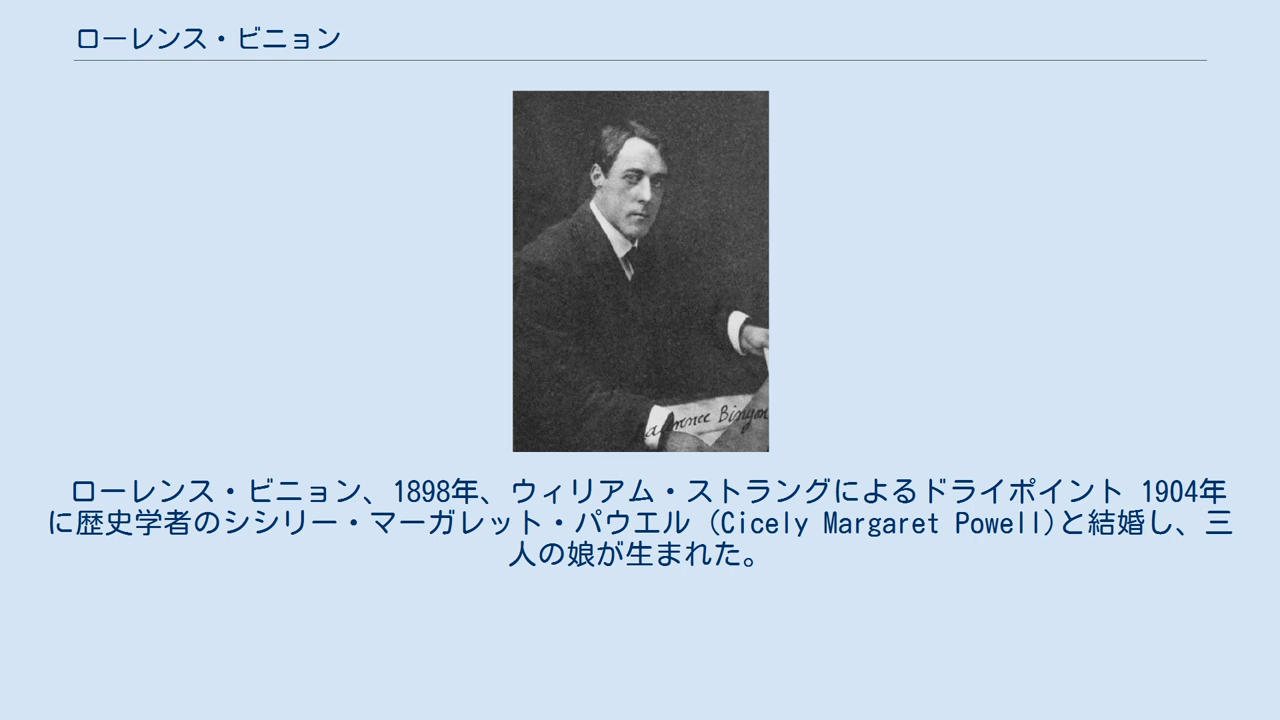 ローレンス・ビニョン
Laurence Binyon
ローレンス・ビニョン、1898年、ウィリアム・ストラングによるドライポイント 1904年
に歴史学者のシシリー・マーガレット・パウエル (Cicely Margaret Powell)と結婚し、三
人の娘が生まれた。